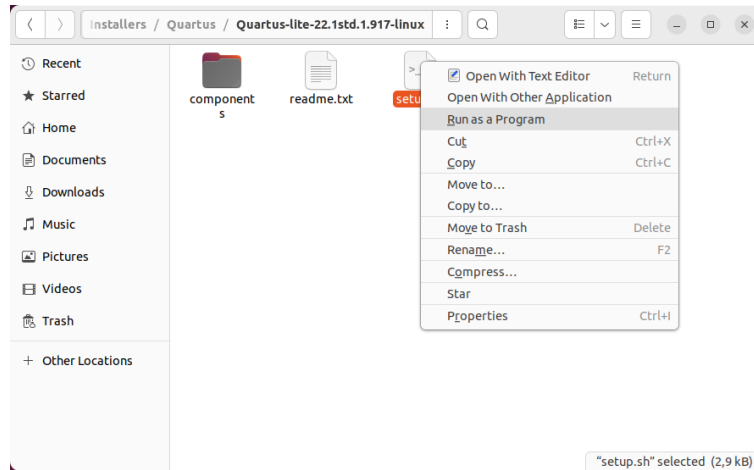 Installers / Quartus / Quartus-lite-22.1std.1.917-linux
Recent
Starred
Home
Documents
Downloads
Music
Pictures
Videos
Trash
+ Other Locations
components
readme.txt
setu
Open With Text Editor Return
Open With Other Application
Run as a Program
Cut Ctrl+X
Copy Ctrl+C
Move to…
Copy to…
Move to Trash Delete
Rename… F2
Compress…
Star
Properties Ctrl+I
"setup.sh" selected (2,9 kB)